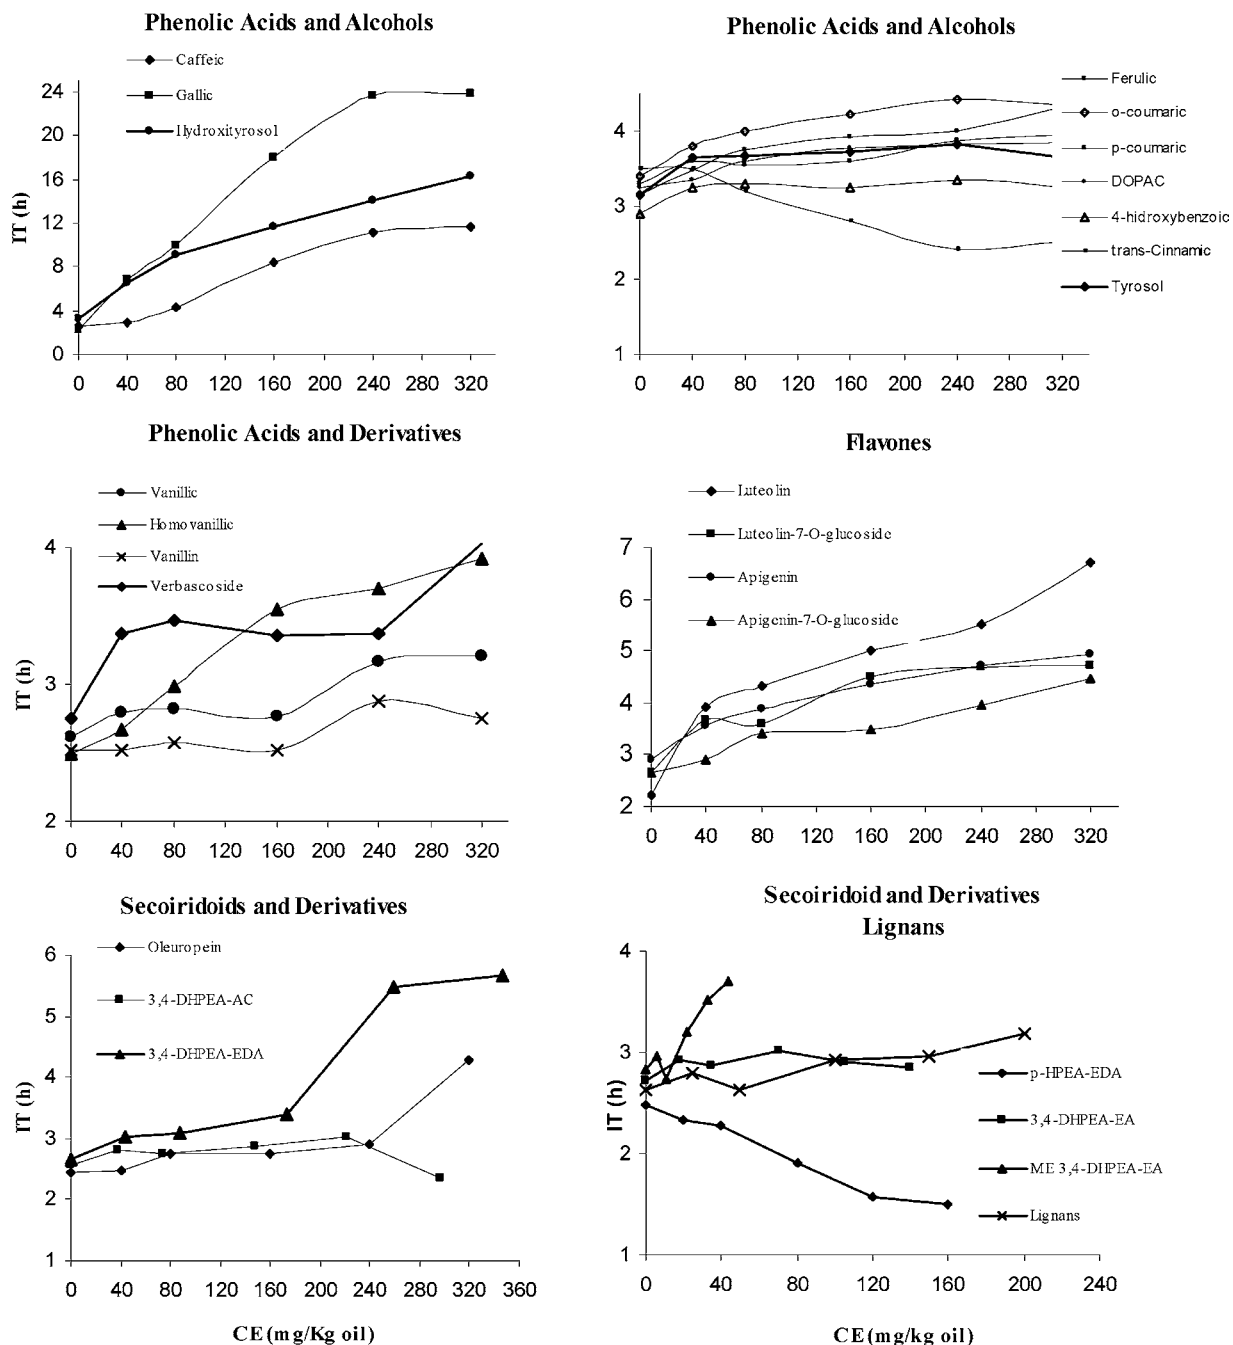 Phenolic Acids and Alcohols
Caffeic
Gallic
Hydroxityrosol
IT (h)
24
20
16
12
8
4
0
0 40 80 120 160 200 240 280 320
Phenolic Acids and Alcohols
Ferulic
o-coumaric
p-coumaric
DOPAC
4-hidroxybenzoic
trans-Cinnamic
Tyrosol
4
3
2
1
0 40 80 120 160 200 240 280 320
Phenolic Acids and Derivatives
Vanillic
Homovanillic
Vanillin
Verbascoside
IT (h)
4
3
2
0 40 80 120 160 200 240 280 320
Flavones
Luteolin
Luteolin-7-O-glucoside
Apigenin
Apigenin-7-O-glucoside
7
6
5
4
3
2
0 40 80 120 160 200 240 280 320
Secoiridoids and Derivatives
Oleuropein
3,4-DHPEA-AC
3,4-DHPEA-EDA
IT (h)
6
5
4
3
2
1
0 40 80 120 160 200 240 280 320 360
CE (mg/Kg oil)
Secoiridoid and Derivatives
Lignans
p-HPEA-EDA
3,4-DHPEA-EA
ME 3,4-DHPEA-EA
Lignans
IT (h)
4
3
2
1
0 40 80 120 160 200 240
CE (mg/kg oil)